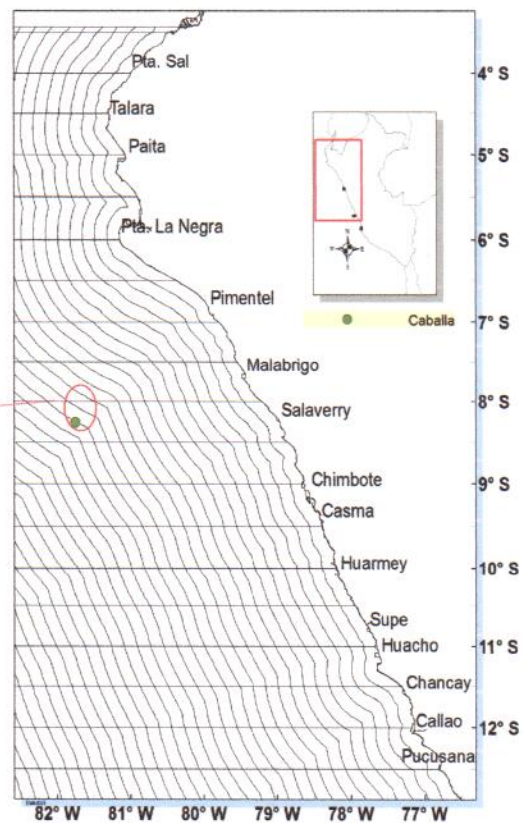 Pta. Sal
4° S
Talara
Paita
5° S
Pta. La Negra
6° S
Pimentel
Caballa
7° S
Malabrigo
Salaverry
8° S
Chimbote
9° S
Casma
Huarmey
10° S
Supe
Huacho
11° S
Chancay
Callao
12° S
Pucusana
82° W 81° W 80° W 79° W 78° W 77° W